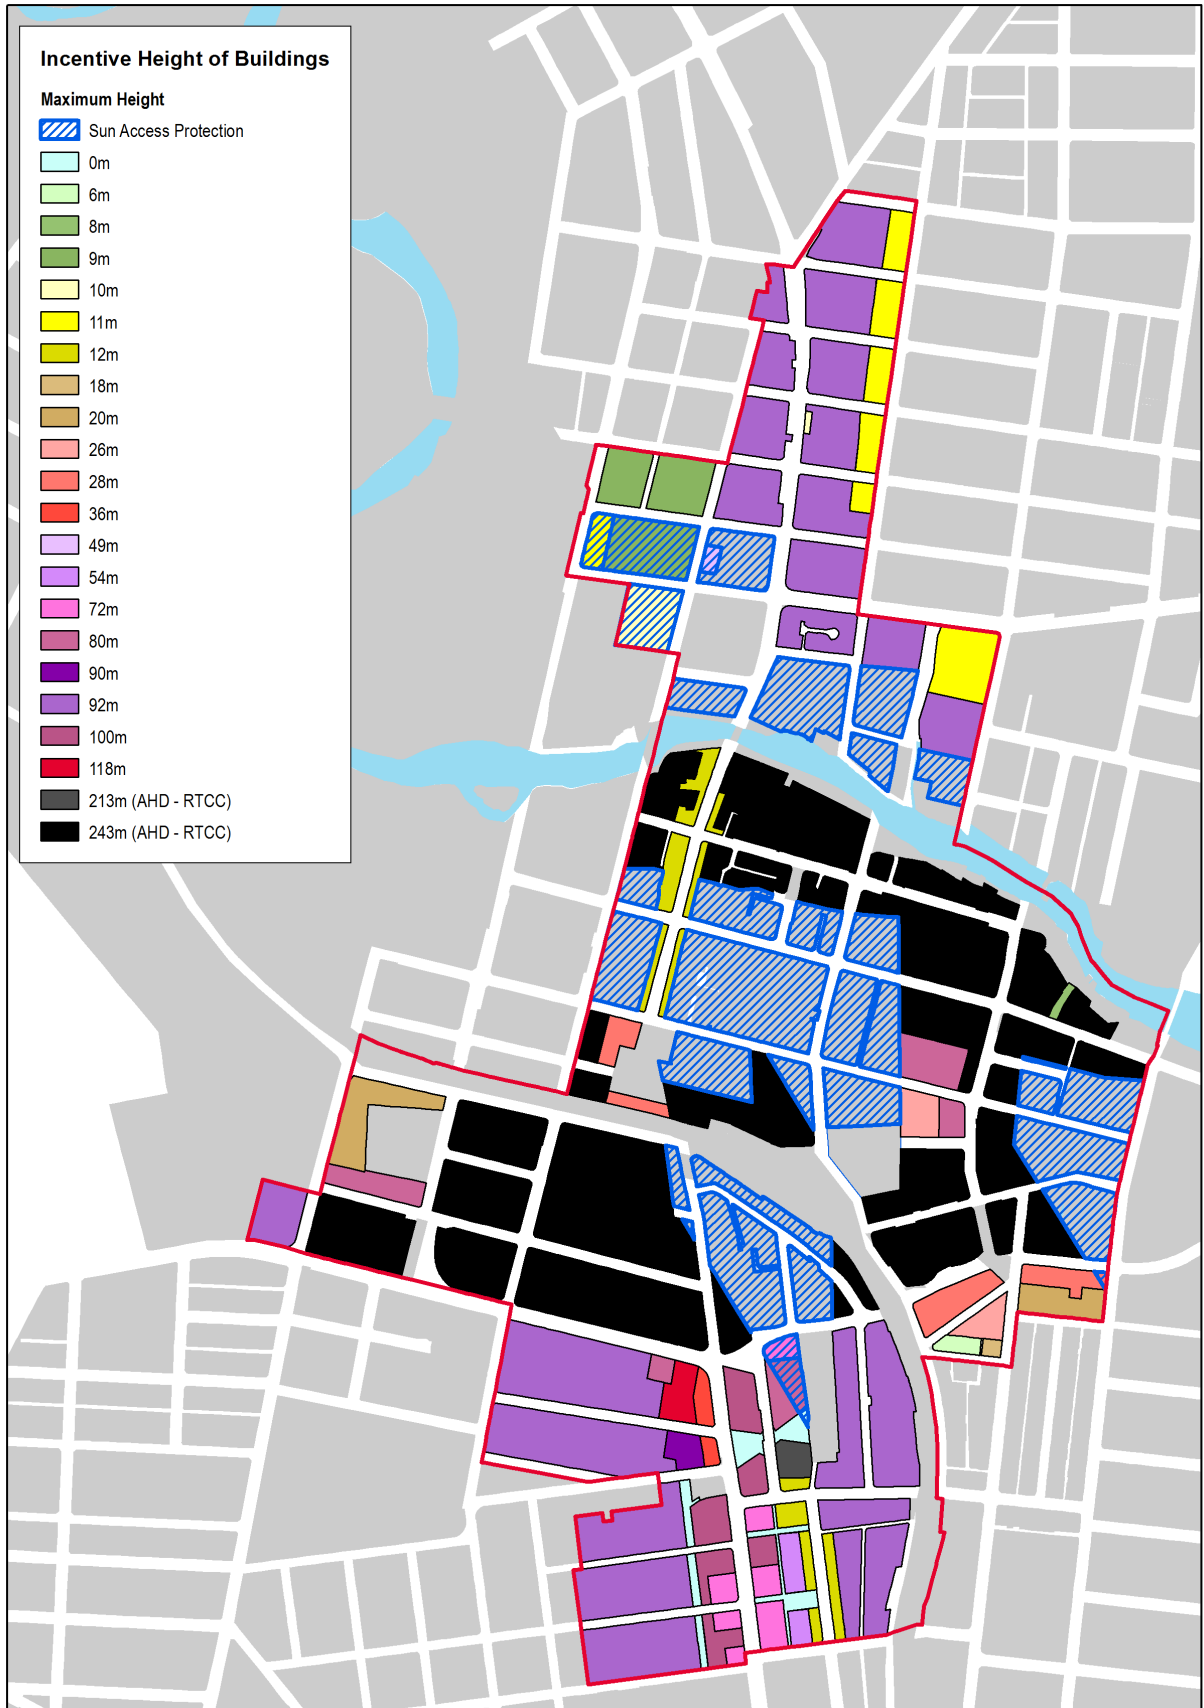 Incentive Height of Buildings
Maximum Height
Sun Access Protection
0m
6m
8m
9m
10m
11m
12m
18m
20m
26m
28m
36m
49m
54m
72m
80m
90m
92m
100m
118m
213m (AHD - RTCC)
243m (AHD - RTCC)